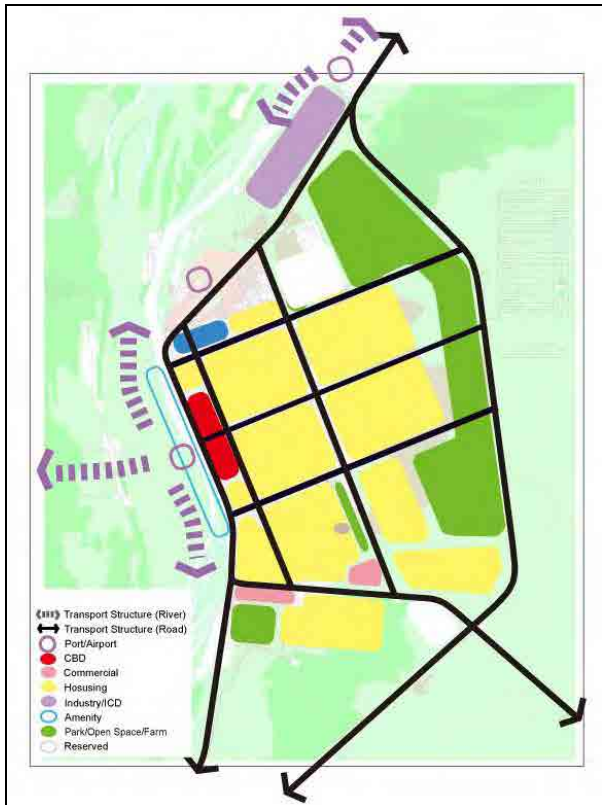 Transport Structure (River)
Transport Structure (Road)
Port/Airport
CBD
Commercial
Hosusing
Industry/ICD
Amenity
Park/Open Space/Farm
Reserved